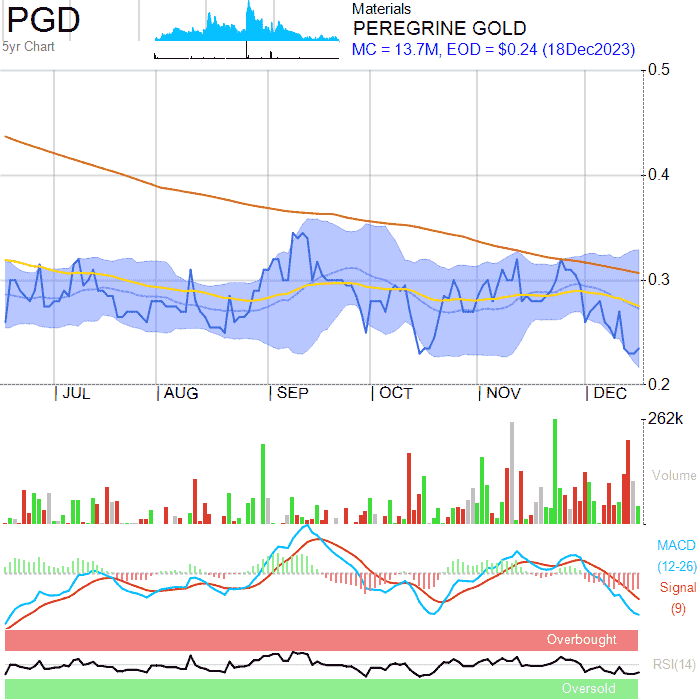 PGD
5yr Chart
Materials
PEREGRINE GOLD
MC = 13.7M, EOD = $0.24 (18Dec2023)
0.5
0.4
0.3
0.2
JUL AUG SEP OCT NOV DEC
262k
Volume
MACD
(12-26)
Signal
(9)
Overbought
RSI(14)
Oversold